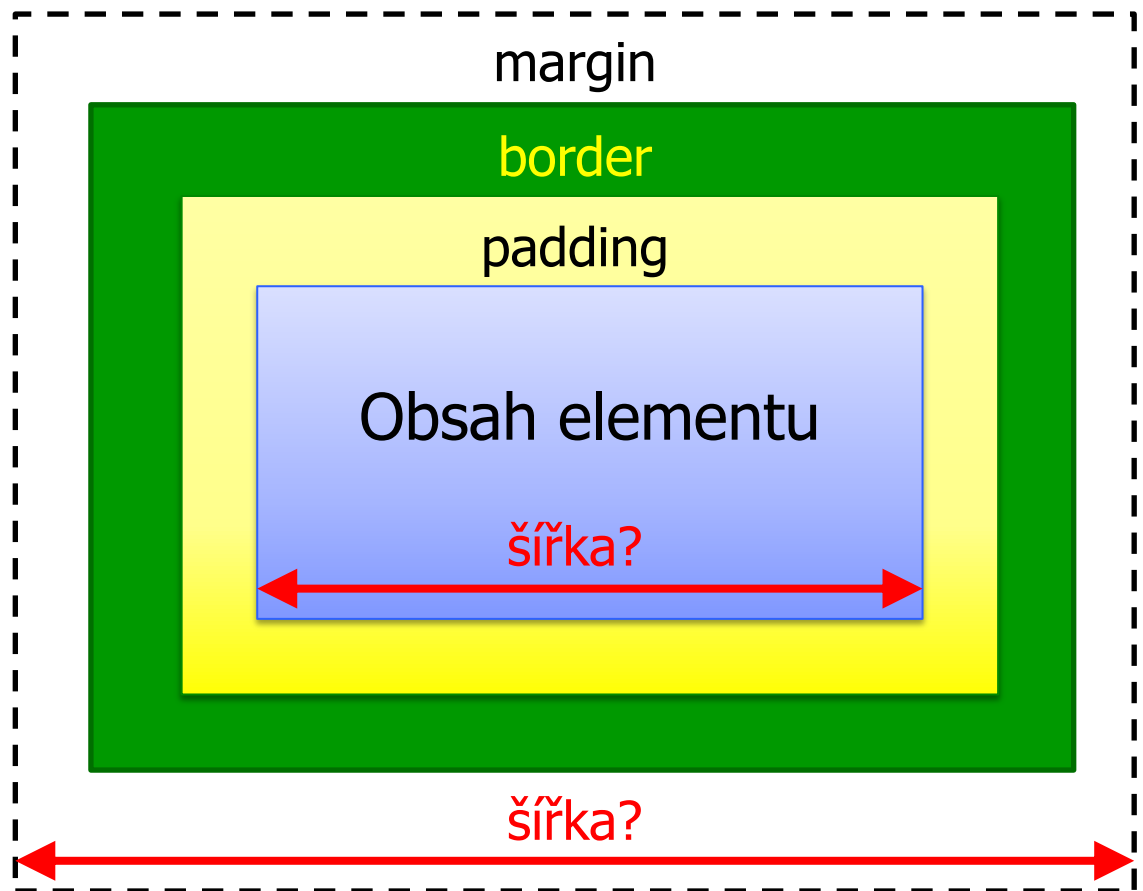 margin
border
padding
Obsah elementu
šířka?
šířka?